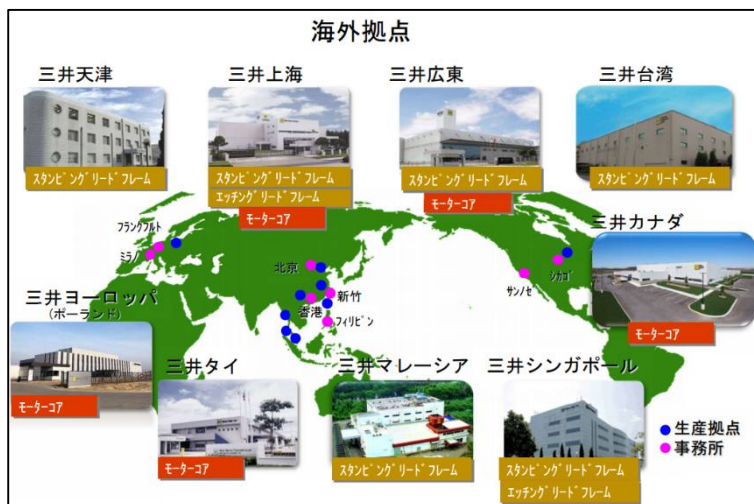 海外拠点
三井天津
三井上海
三井広東
三井台湾
ｽﾀﾝﾋﾟﾝｸﾞﾘｰﾄﾞﾌﾚｰﾑ
ｽﾀﾝﾋﾟﾝｸﾞﾘｰﾄﾞﾌﾚｰﾑ
ｴｯﾁﾝｸﾞﾘｰﾄﾞﾌﾚｰﾑ
ﾓｰﾀｰｺｱ
ｽﾀﾝﾋﾟﾝｸﾞﾘｰﾄﾞﾌﾚｰﾑ
ﾓｰﾀｰｺｱ
ｽﾀﾝﾋﾟﾝｸﾞﾘｰﾄﾞﾌﾚｰﾑ
三井カナダ
ﾓｰﾀｰｺｱ
ﾌﾗﾝｸﾌﾙﾄ
ﾐﾗﾉ
北京
新竹
香港
ﾌｨﾘﾋﾟﾝ
ｻﾝﾉｾ
ｼｶｺﾞ
三井ヨーロッパ
(ポーランド)
ﾓｰﾀｰｺｱ
三井タイ
ﾓｰﾀｰｺｱ
三井マレーシア
ｽﾀﾝﾋﾟﾝｸﾞﾘｰﾄﾞﾌﾚｰﾑ
三井シンガポール
ｽﾀﾝﾋﾟﾝｸﾞﾘｰﾄﾞﾌﾚｰﾑ
ｴｯﾁﾝｸﾞﾘｰﾄﾞﾌﾚｰﾑ
生産拠点
事務所